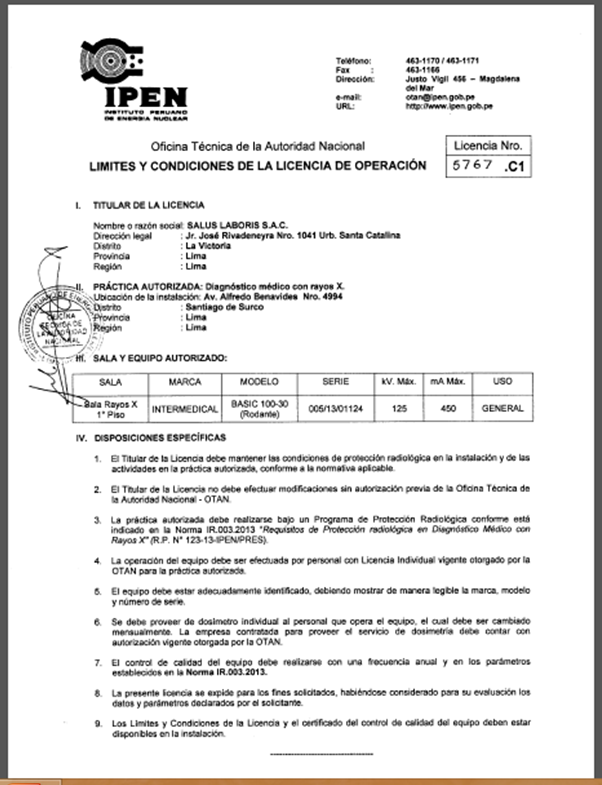 IPEN
INSTITUTO PERUANO
DE ENERGIA NUCLEAR
Teléfono: 463-1170 / 463-1171
Fax : 463-1166
Dirección: Justo Vigil 456 – Magdalena
del Mar
e-mail: otan@ipen.gob.pe
URL: http://www.ipen.gob.pe
Oficina Técnica de la Autoridad Nacional
LIMITES Y CONDICIONES DE LA LICENCIA DE OPERACIÓN
Licencia Nro.
5767 .C1
I. TITULAR DE LA LICENCIA
Nombre o razón social: SALUS LABORIS S.A.C.
Dirección legal : Jr. José Rivadeneyra Nro. 1041 Urb. Santa Catalina
Distrito : La Victoria
Provincia : Lima
Región : Lima
II. PRÁCTICA AUTORIZADA: Diagnóstico médico con rayos X.
Ubicación de la instalación: Av. Alfredo Benavides Nro. 4994
Distrito : Santiago de Surco
Provincia : Lima
Región : Lima
OFICINA
TECNICA DE
LA AUTORIDAD
NACIONAL
III. SALA Y EQUIPO AUTORIZADO:
SALA MARCA MODELO SERIE kV. Máx. mA Máx. USO
Sala Rayos X
1° Piso INTERMEDICAL BASIC 100-30
(Rodante) 005/13/01124 125 450 GENERAL
IV. DISPOSICIONES ESPECÍFICAS
1. El Titular de la Licencia debe mantener las condiciones de protección radiológica en la instalación y de las
actividades en la práctica autorizada, conforme a la normativa aplicable.
2. El Titular de la Licencia no debe efectuar modificaciones sin autorización previa de la Oficina Técnica de
la Autoridad Nacional - OTAN.
3. La práctica autorizada debe realizarse bajo un Programa de Protección Radiológica conforme está
indicado en la Norma IR.003.2013 "Requisitos de Protección radiológica en Diagnóstico Médico con
Rayos X" (R.P. N° 123-13-IPEN/PRES).
4. La operación del equipo debe ser efectuada por personal con Licencia Individual vigente otorgado por la
OTAN para la práctica autorizada.
5. El equipo debe estar adecuadamente identificado, debiendo mostrar de manera legible la marca, modelo
y número de serie.
6. Se debe proveer de dosímetro individual al personal que opera el equipo, el cual debe ser cambiado
mensualmente. La empresa contratada para proveer el servicio de dosimetría debe contar con
autorización vigente otorgada por la OTAN.
7. El control de calidad del equipo debe realizarse con una frecuencia anual y en los parámetros
establecidos en la Norma IR.003.2013.
8. La presente licencia se expide para los fines solicitados, habiéndose considerado para su evaluación los
datos y parámetros declarados por el solicitante.
9. Los Límites y Condiciones de la Licencia y el certificado del control de calidad del equipo deben estar
disponibles en la instalación.